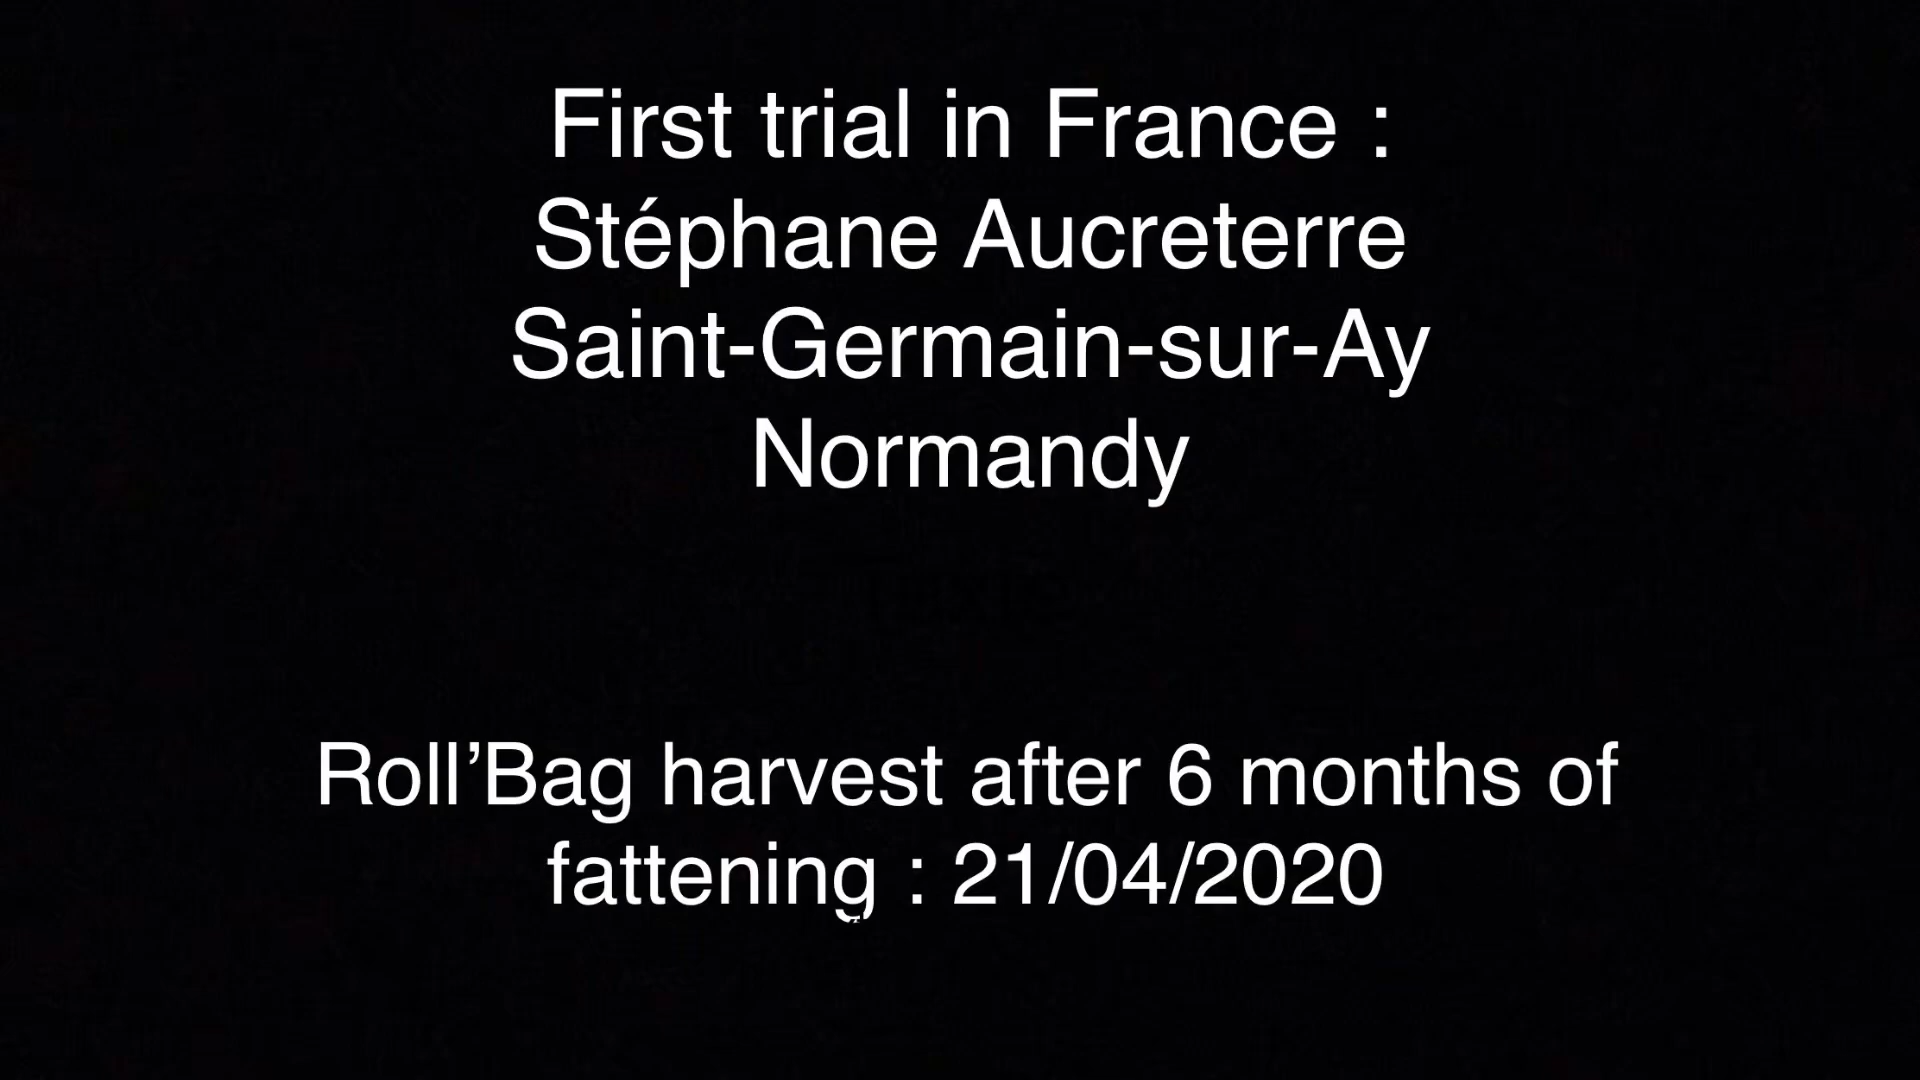 First trial in France :
Stéphane Aucreterre
Saint-Germain-sur-Ay
Normandy
Roll’Bag harvest after 6 months of
fattening : 21/04/2020